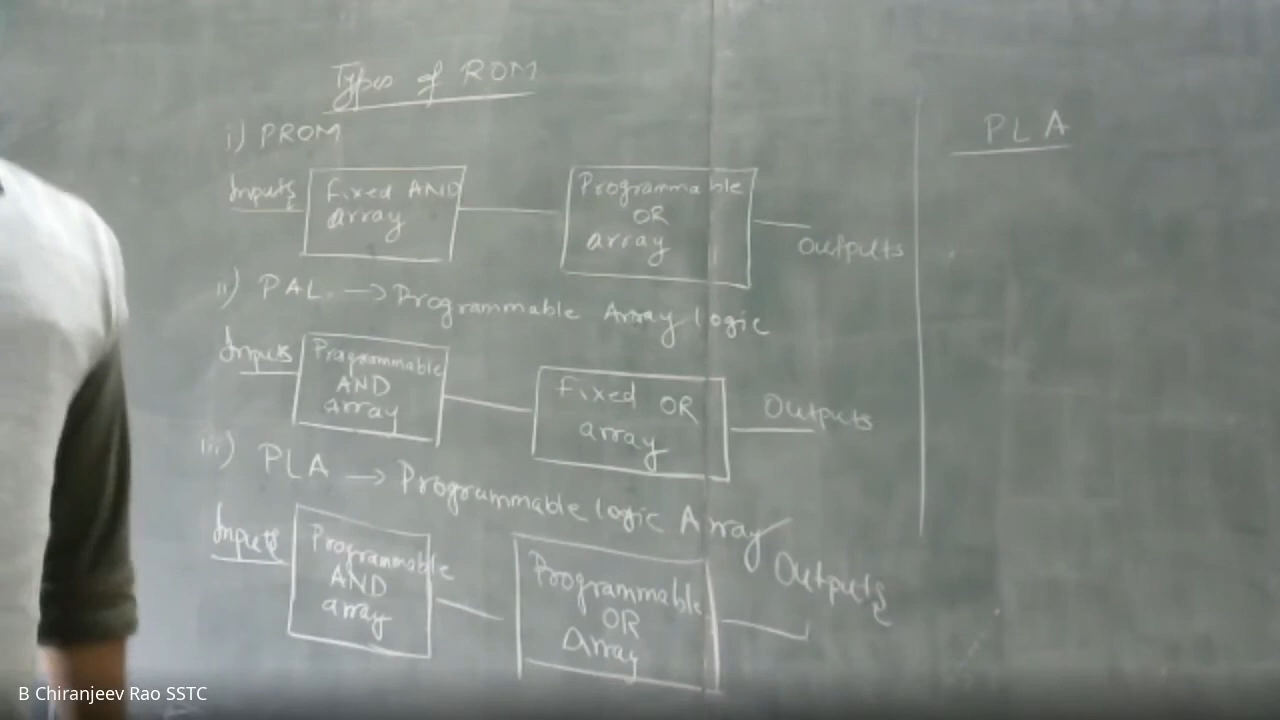 Types of ROM
i) PROM
Inputs
Fixed AND
array
Programmable
OR
array
Outputs
ii) PAL → Programmable Array logic
Inputs
Programmable
AND
array
Fixed OR
array
Outputs
iii) PLA → Programmable logic Array
Inputs
Programmable
AND
array
Programmable
OR
Array
Outputs
PLA
B Chiranjeev Rao SSTC